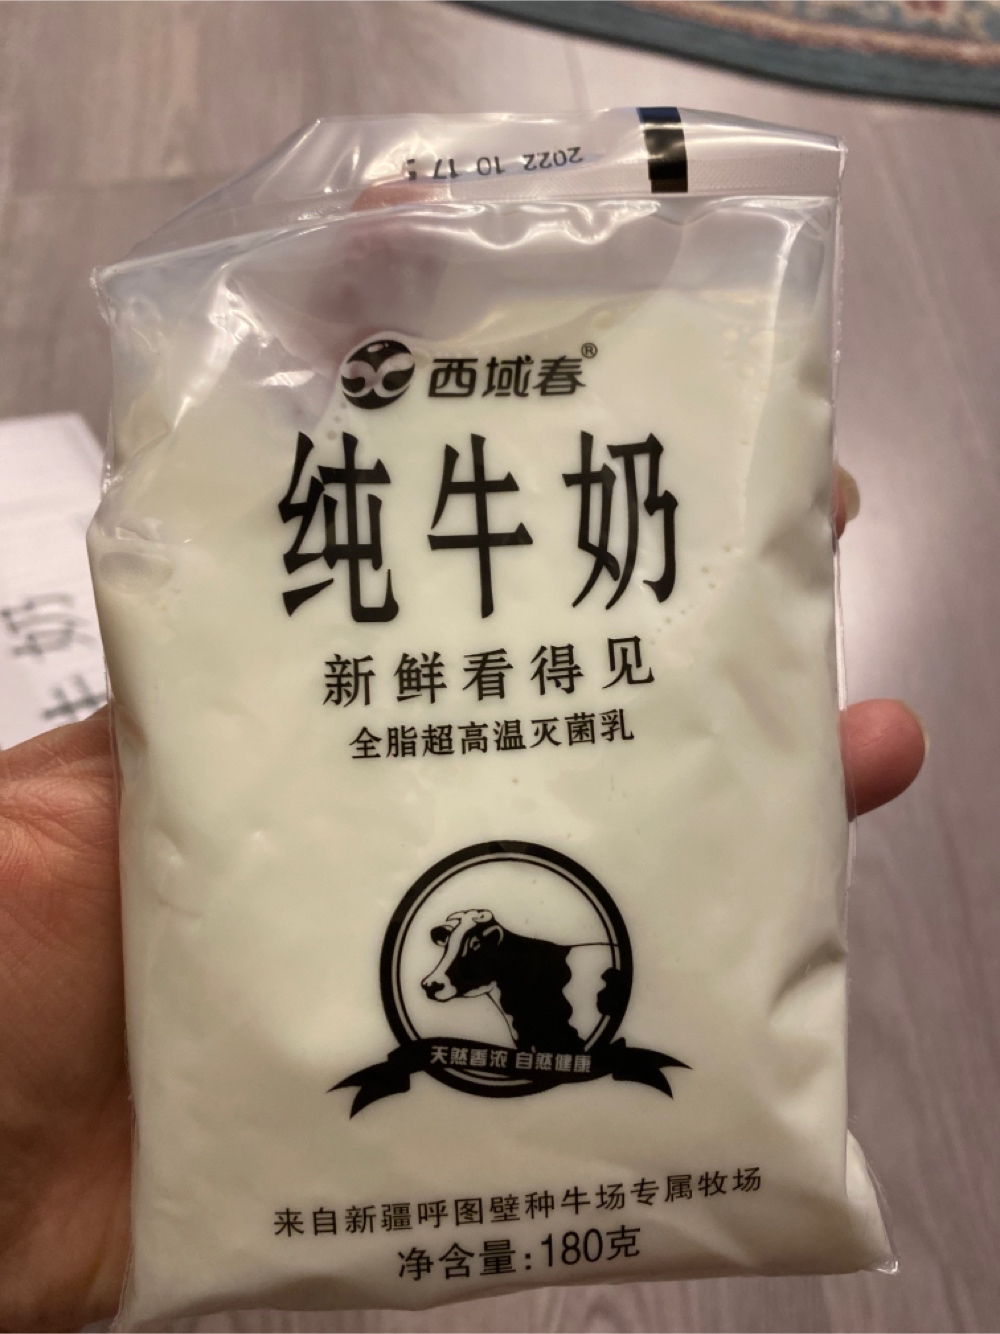 2022 10 17
西域春®
纯牛奶
新鲜看得见
全脂超高温灭菌乳
天然香浓 自然健康
来自新疆呼图壁种牛场专属牧场
净含量:180克
牛奶